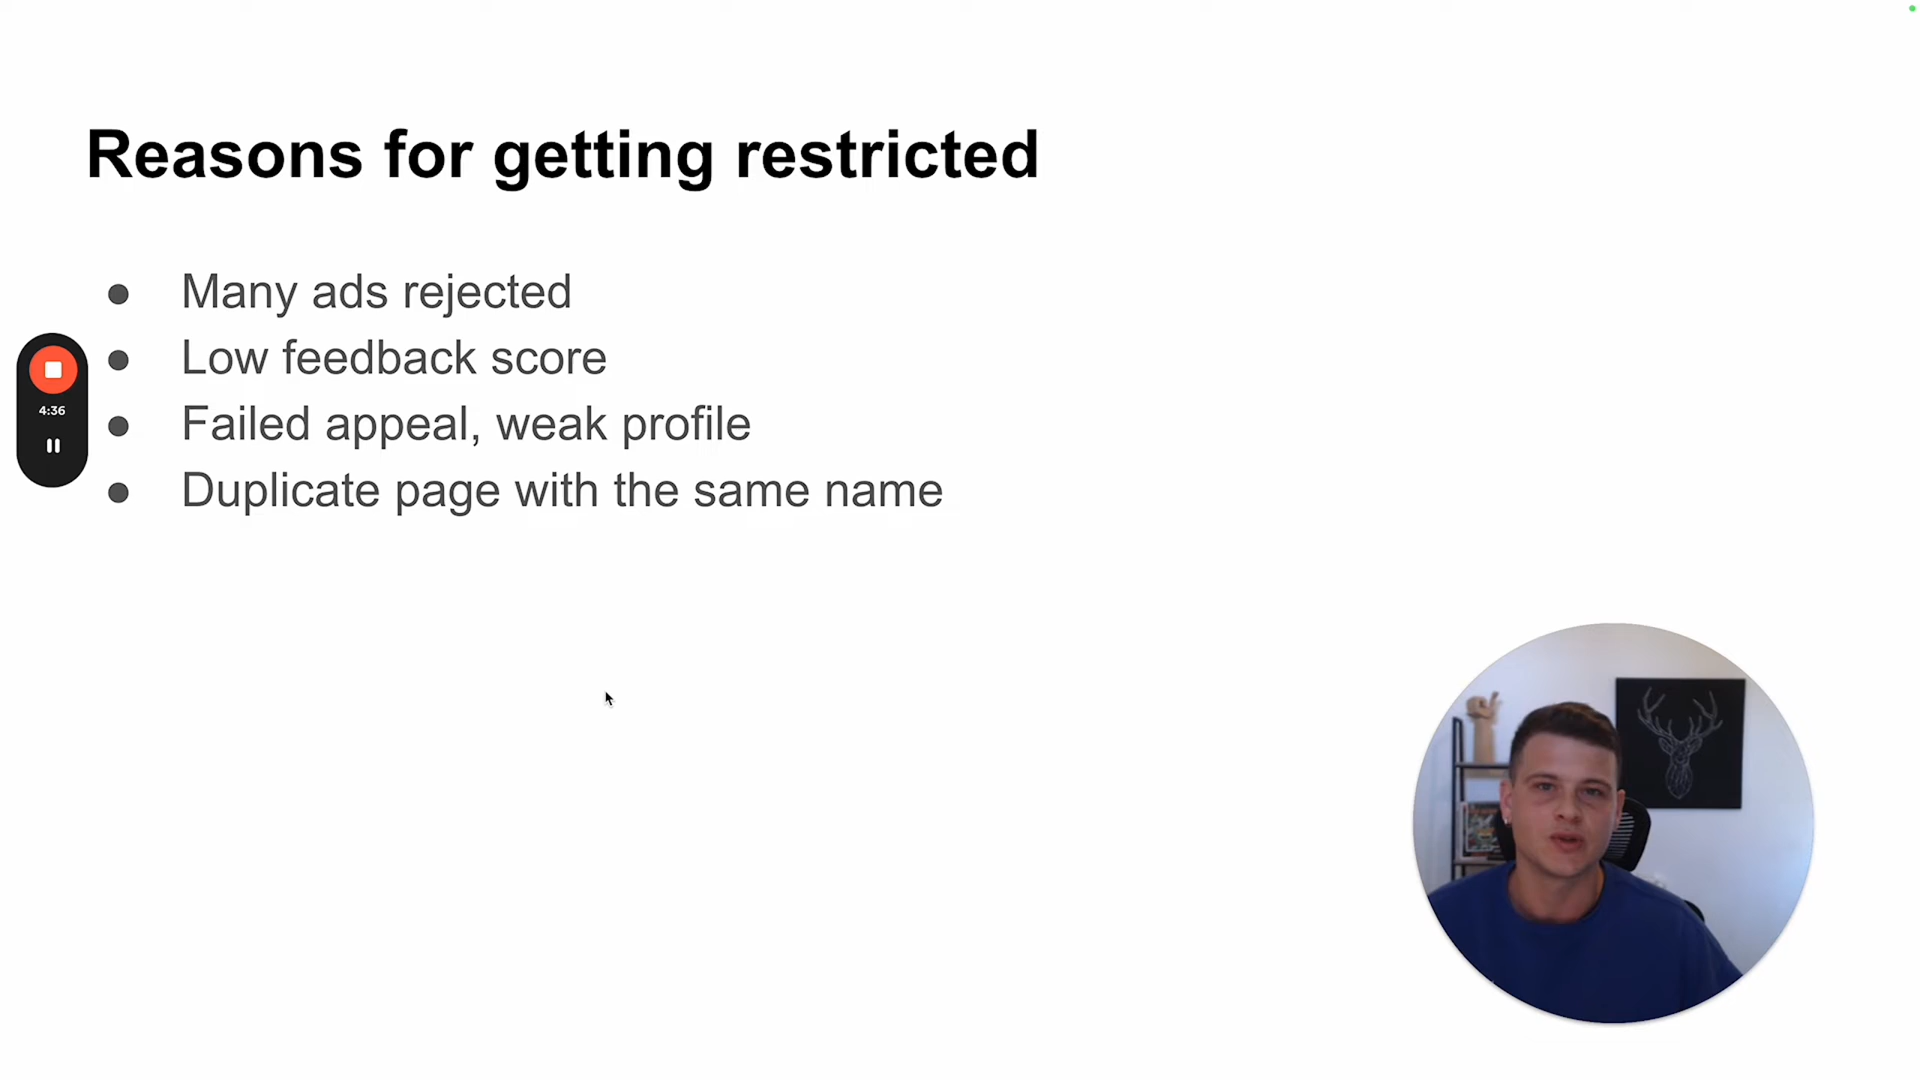 Reasons for getting restricted
Many ads rejected
Low feedback score
4:36
Failed appeal, weak profile
Duplicate page with the same name